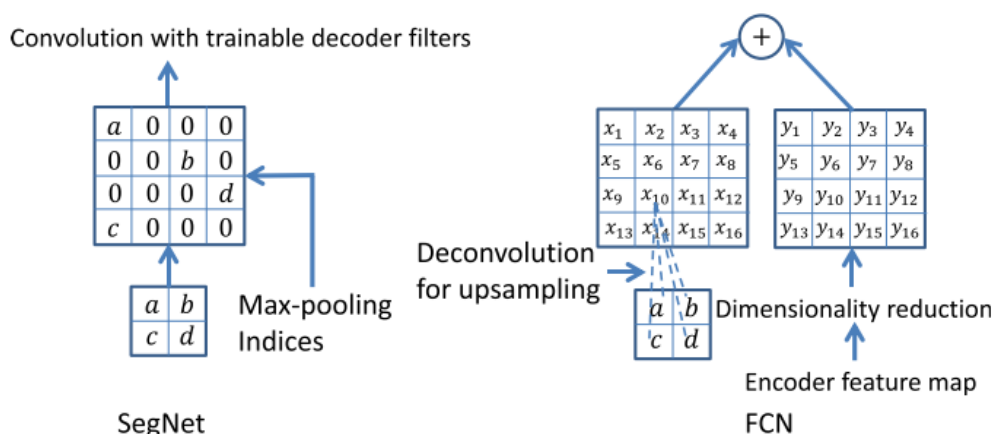 Convolution with trainable decoder filters
a 0 0 0
0 0 b 0
0 0 0 d
c 0 0 0
a b
c d
Max-pooling
Indices
SegNet
+
x₁ x₂ x₃ x₄
x₅ x₆ x₇ x₈
x₉ x₁₀ x₁₁ x₁₂
x₁₃ x₁₄ x₁₅ x₁₆
y₁ y₂ y₃ y₄
y₅ y₆ y₇ y₈
y₉ y₁₀ y₁₁ y₁₂
y₁₃ y₁₄ y₁₅ y₁₆
Deconvolution
for upsampling
a b
c d
Dimensionality reduction
Encoder feature map
FCN